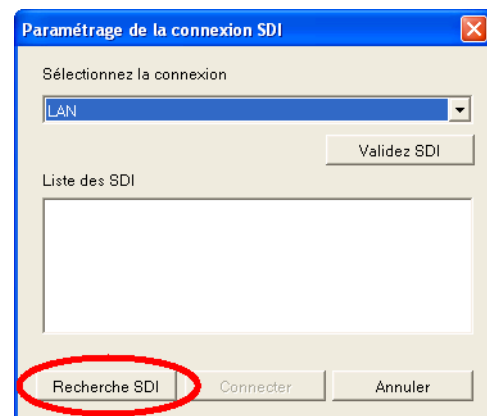 Paramétrage de la connexion SDI
Sélectionnez la connexion
LAN
Validez SDI
Liste des SDI
Recherche SDI
Connecter
Annuler